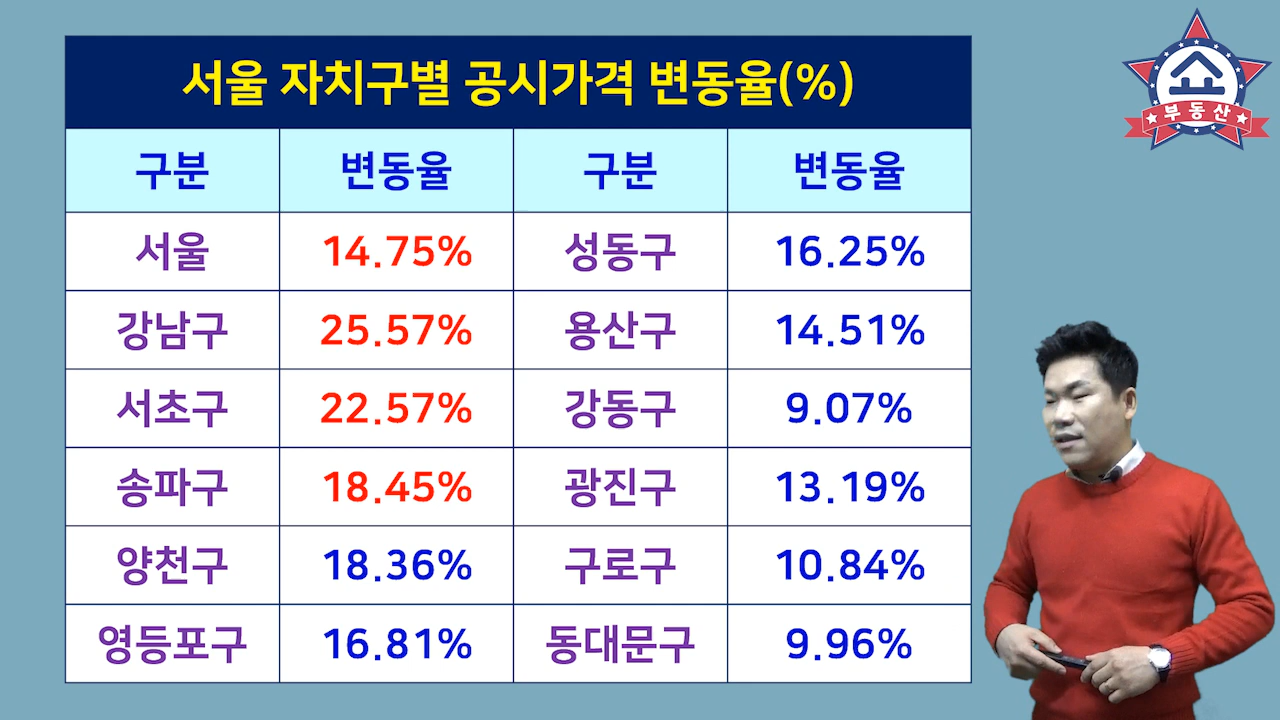 서울 자치구별 공시가격 변동율(%)
구분 변동율 구분 변동율
서울 14.75% 성동구 16.25%
강남구 25.57% 용산구 14.51%
서초구 22.57% 강동구 9.07%
송파구 18.45% 광진구 13.19%
양천구 18.36% 구로구 10.84%
영등포구 16.81% 동대문구 9.96%
쇼
부동산